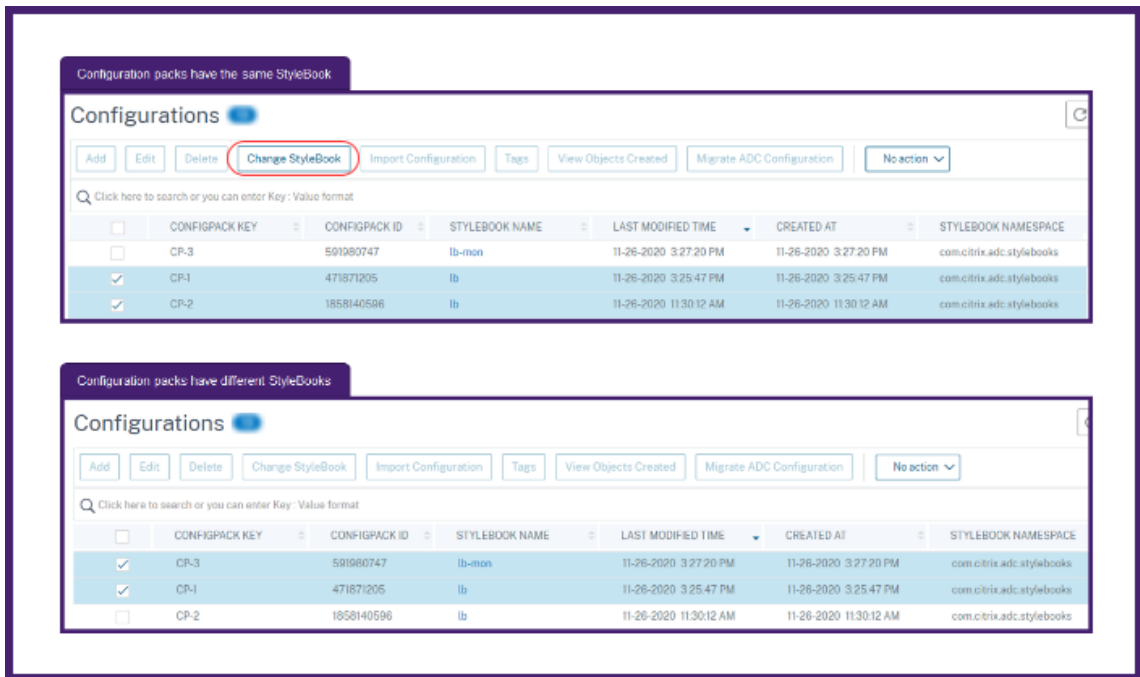 Configuration packs have the same StyleBook
Configurations
Add Edit Delete Change StyleBook Import Configuration Tags View Objects Created Migrate ADC Configuration No action
Click here to search or you can enter Key : Value format
CONFIGPACK KEY CONFIGPACK ID STYLEBOOK NAME LAST MODIFIED TIME CREATED AT STYLEBOOK NAMESPACE
CP-3 591980747 lb-mon 11-26-2020 3:27:20 PM 11-26-2020 3:27:20 PM com.citrix.adc.stylebooks
CP-1 471871205 lb 11-26-2020 3:25:47 PM 11-26-2020 3:25:47 PM com.citrix.adc.stylebooks
CP-2 1858140596 lb 11-26-2020 11:30:12 AM 11-26-2020 11:30:12 AM com.citrix.adc.stylebooks
Configuration packs have different StyleBooks
Configurations
Add Edit Delete Change StyleBook Import Configuration Tags View Objects Created Migrate ADC Configuration No action
Click here to search or you can enter Key : Value format
CONFIGPACK KEY CONFIGPACK ID STYLEBOOK NAME LAST MODIFIED TIME CREATED AT STYLEBOOK NAMESPACE
CP-3 591980747 lb-mon 11-26-2020 3:27:20 PM 11-26-2020 3:27:20 PM com.citrix.adc.stylebooks
CP-1 471871205 lb 11-26-2020 3:25:47 PM 11-26-2020 3:25:47 PM com.citrix.adc.stylebooks
CP-2 1858140596 lb 11-26-2020 11:30:12 AM 11-26-2020 11:30:12 AM com.citrix.adc.stylebooks